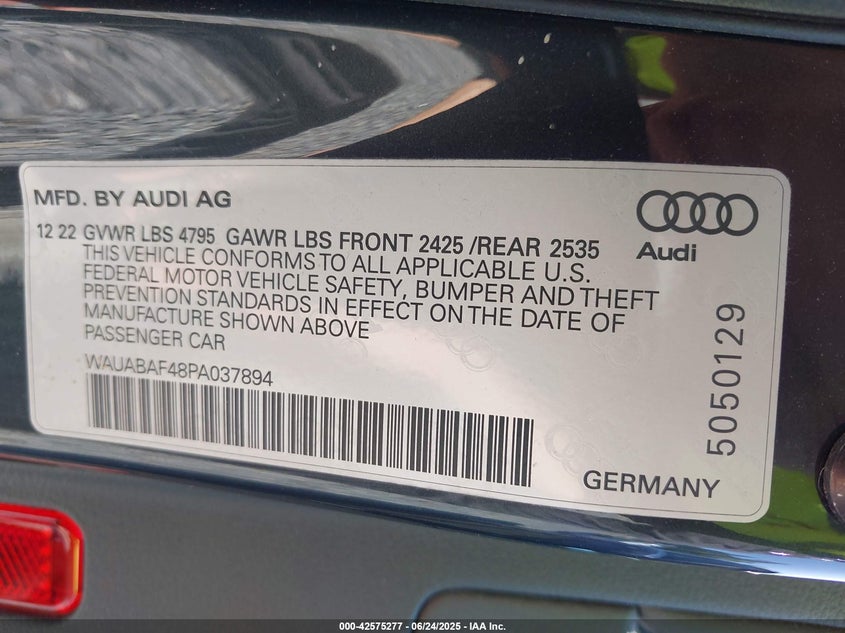 MFD. BY AUDI AG
12 22 GVWR LBS 4795 GAWR LBS FRONT 2425 /REAR 2535
THIS VEHICLE CONFORMS TO ALL APPLICABLE U.S.
FEDERAL MOTOR VEHICLE SAFETY, BUMPER AND THEFT
PREVENTION STANDARDS IN EFFECT ON THE DATE OF
MANUFACTURE SHOWN ABOVE
PASSENGER CAR
WAUABAF48PA037894
Audi
5050129
GERMANY
000-42575277 - 06/24/2025 - IAA Inc.